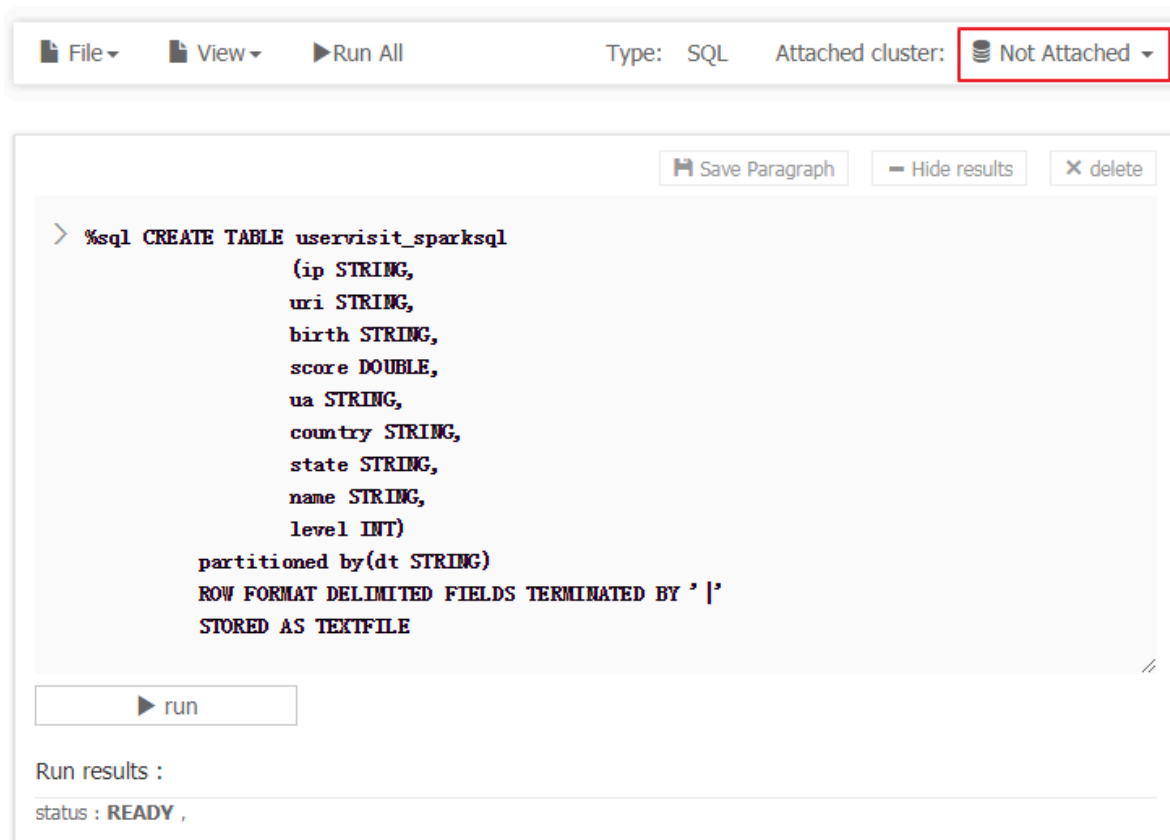 File View Run All Type: SQL Attached cluster: Not Attached
Save Paragraph Hide results delete
%sql CREATE TABLE uservisit_sparksql
(ip STRING,
uri STRING,
birth STRING,
score DOUBLE,
ua STRING,
country STRING,
state STRING,
name STRING,
level INT)
partitioned by(dt STRING)
ROW FORMAT DELIMITED FIELDS TERMINATED BY '|'
STORED AS TEXTFILE
run
Run results :
status : READY ,